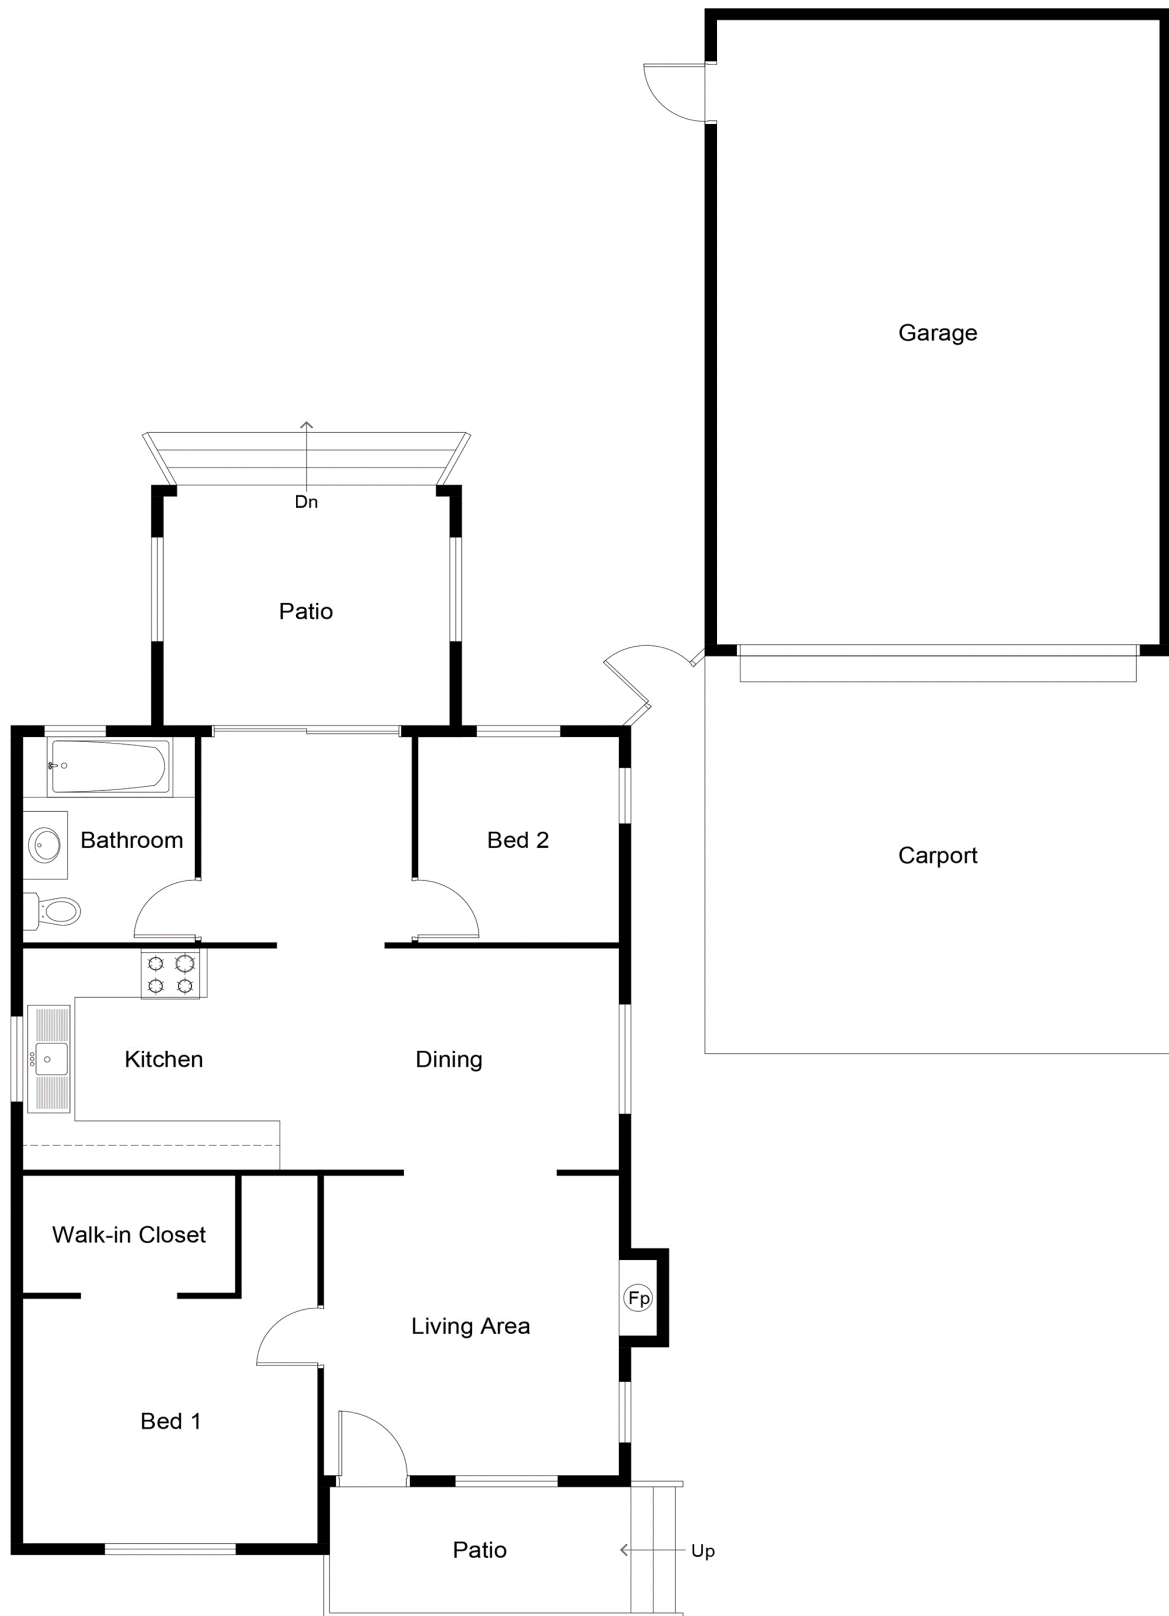 Garage
Dn
Patio
Bathroom
Bed 2
Carport
Kitchen
Dining
Walk-in Closet
Fp
Living Area
Bed 1
Patio
Up